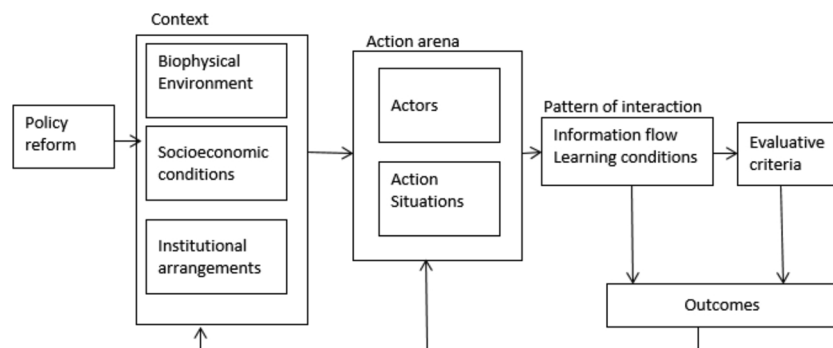 Context
Action arena
Biophysical
Environment
Actors
Pattern of interaction
Policy
reform
Information flow
Learning conditions
Evaluative
criteria
Socioeconomic
conditions
Action
Situations
Institutional
arrangements
Outcomes